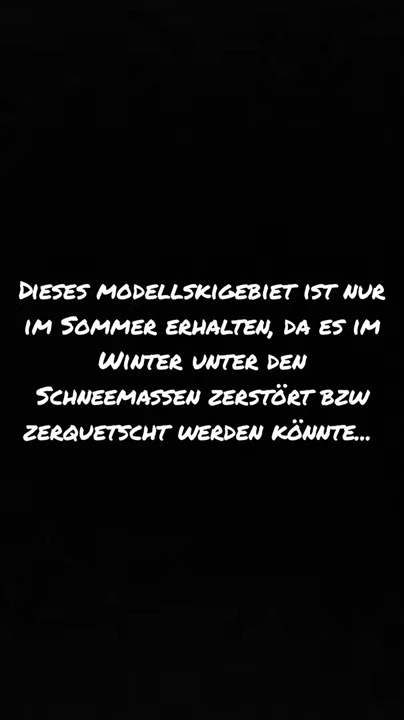 Dieses modellskigebiet ist nur
im Sommer erhalten, da es im
Winter unter den
Schneemassen zerstört bzw
zerquetscht werden könnte...